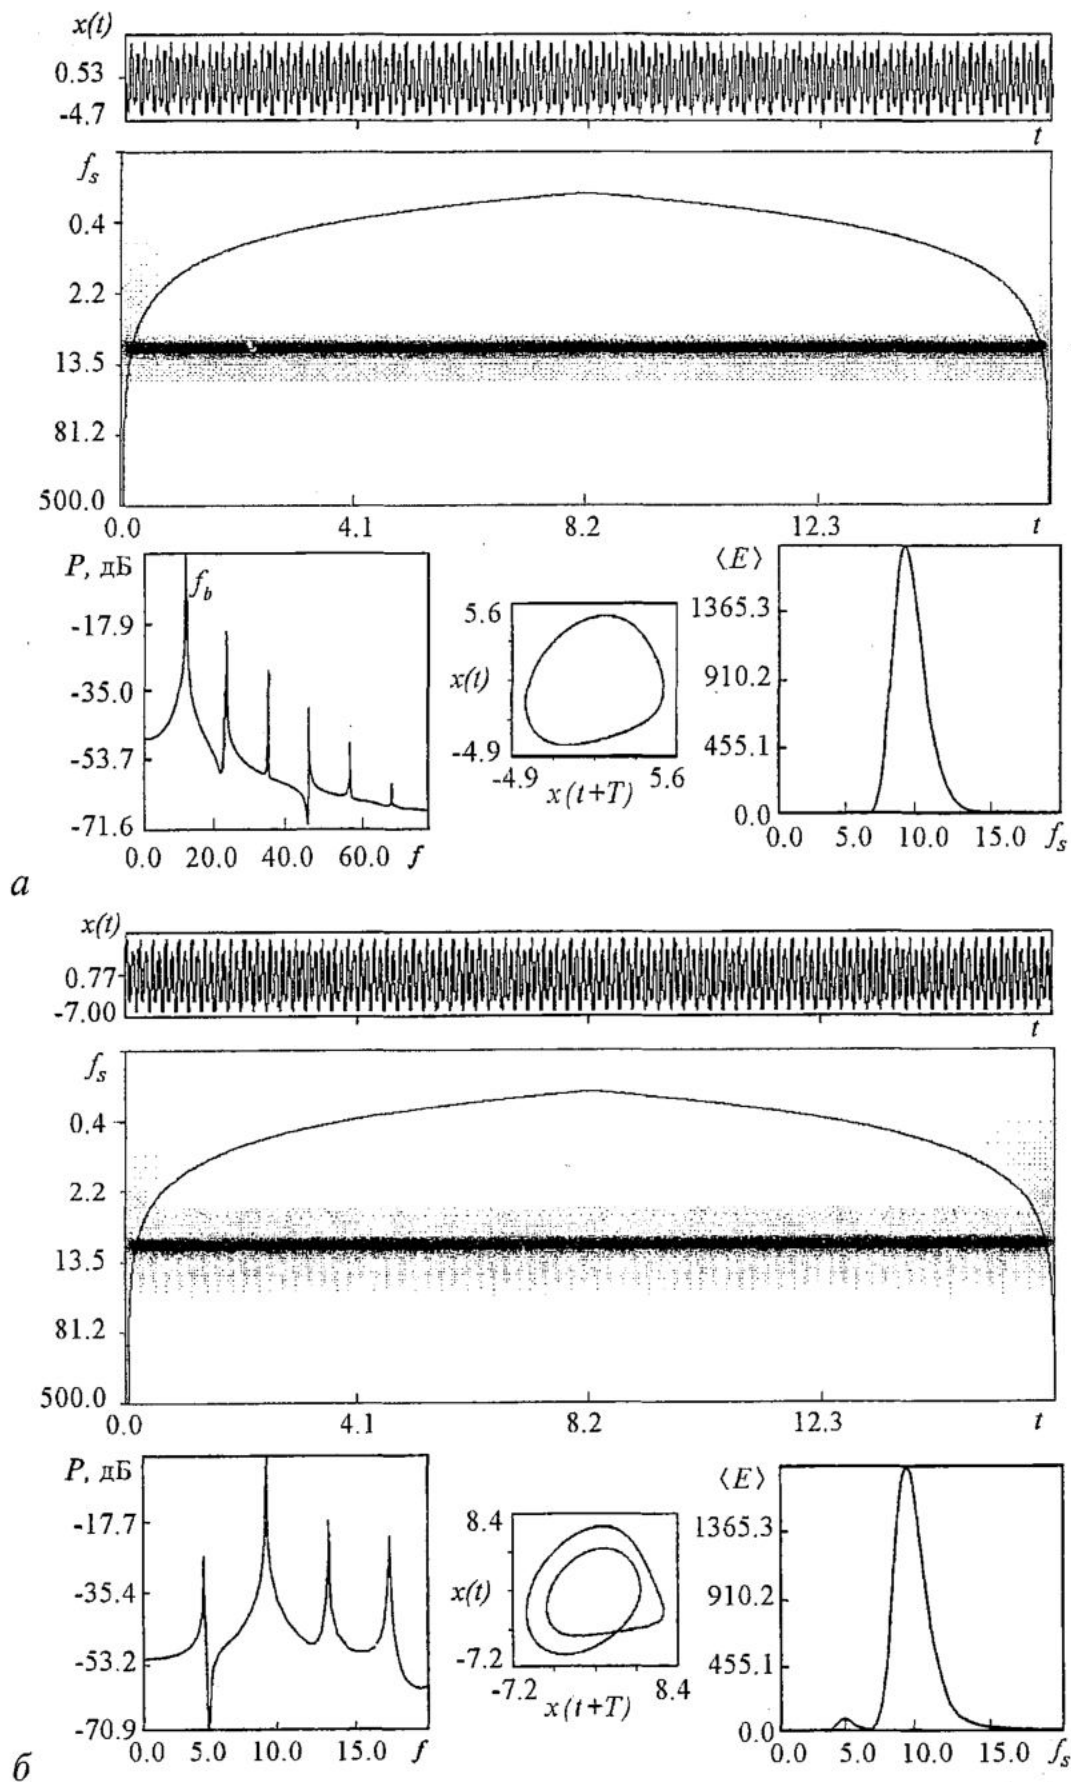 x(t)
0.53
-4.7
t
f_s
0.4
2.2
13.5
81.2
500.0
0.0 4.1 8.2 12.3 t
P, дБ
f_b
-17.9
-35.0
-53.7
-71.6
0.0 20.0 40.0 60.0 f
5.6
x(t)
-4.9
-4.9 5.6
x(t+T)
⟨E⟩
1365.3
910.2
455.1
0.0
0.0 5.0 10.0 15.0 f_s
а
x(t)
0.77
-7.00
t
f_s
0.4
2.2
13.5
81.2
500.0
0.0 4.1 8.2 12.3 t
P, дБ
-17.7
-35.4
-53.2
-70.9
0.0 5.0 10.0 15.0 f
8.4
x(t)
-7.2
-7.2 8.4
x(t+T)
⟨E⟩
1365.3
910.2
455.1
0.0
0.0 5.0 10.0 15.0 f_s
б